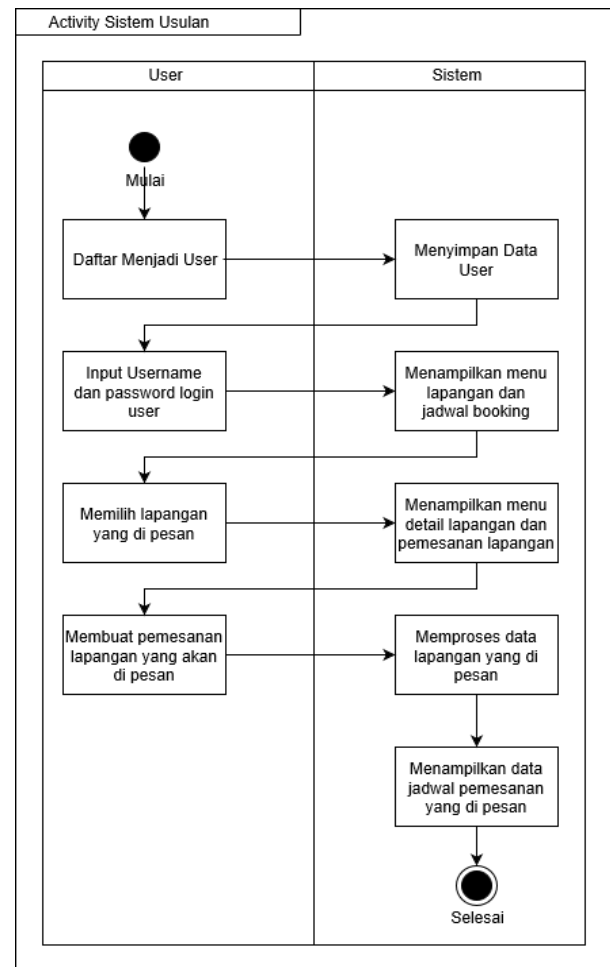 Activity Sistem Usulan
User
Sistem
Mulai
Daftar Menjadi User
Menyimpan Data
User
Input Username
dan password login
user
Menampilkan menu
lapangan dan
jadwal booking
Memilih lapangan
yang di pesan
Menampilkan menu
detail lapangan dan
pemesanan lapangan
Membuat pemesanan
lapangan yang akan
di pesan
Memproses data
lapangan yang di
pesan
Menampilkan data
jadwal pemesanan
yang di pesan
Selesai